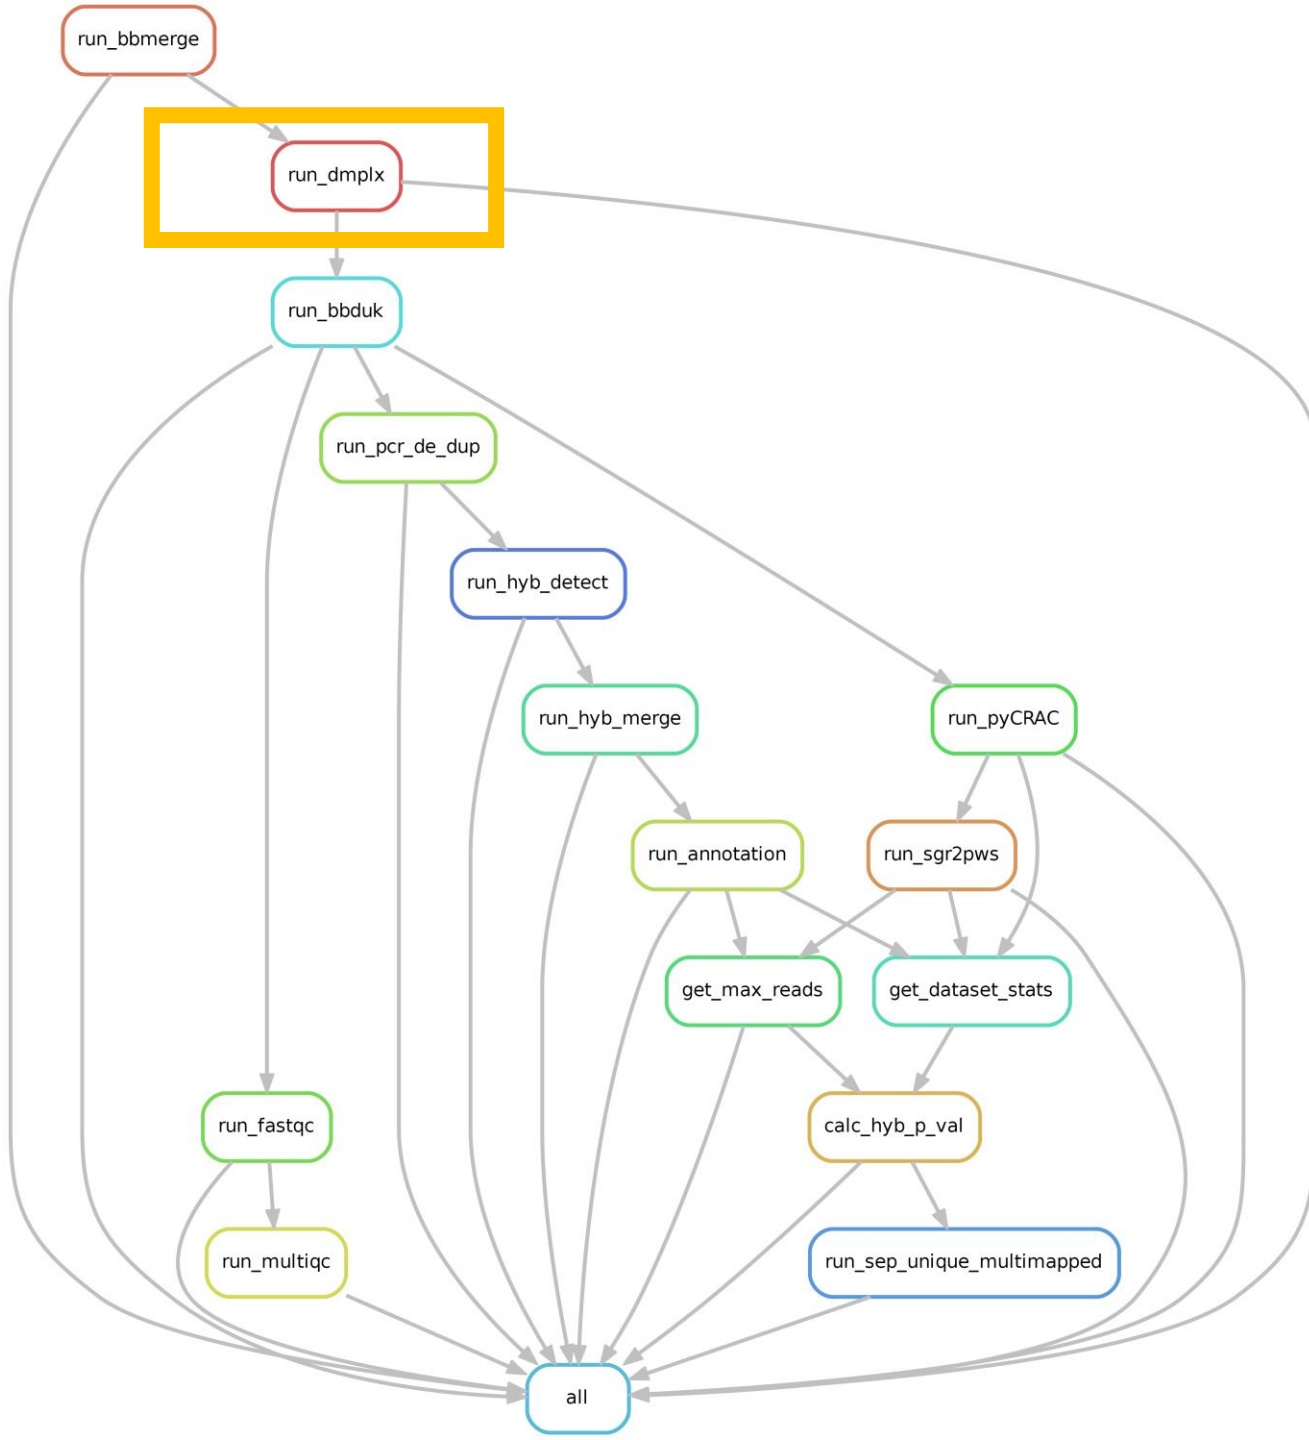 run_bbmerge
run_dmplx
run_bbduk
run_pcr_de_dup
run_hyb_detect
run_hyb_merge
run_pyCRAC
run_annotation
run_sgr2pws
get_max_reads
get_dataset_stats
run_fastqc
calc_hyb_p_val
run_multiqc
run_sep_unique_multimapped
all